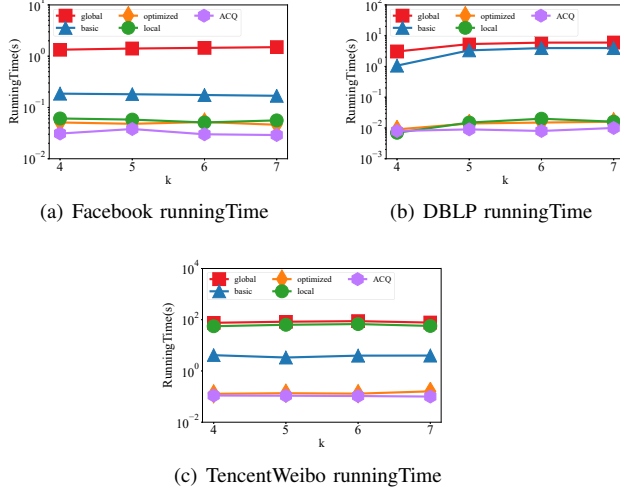 global optimized ACQ
basic local
RunningTime(s)
10^1
10^0
10^-1
10^-2
4 5 6 7
k
(a) Facebook runningTime
global optimized ACQ
basic local
RunningTime(s)
10^2
10^1
10^0
10^-1
10^-2
10^-3
4 5 6 7
k
(b) DBLP runningTime
global optimized ACQ
basic local
RunningTime(s)
10^4
10^2
10^0
10^-2
4 5 6 7
k
(c) TencentWeibo runningTime